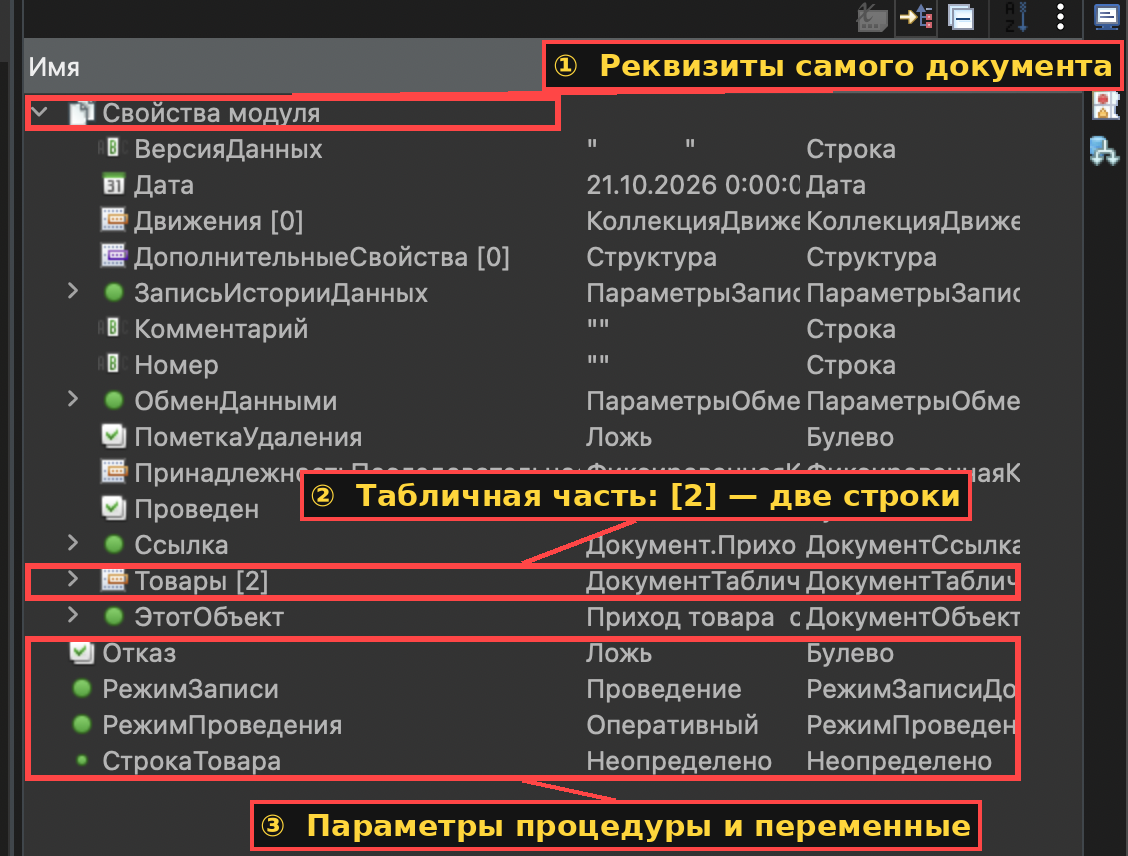 Имя
① Реквизиты самого документа
Свойства модуля
ВерсияДанных " " Строка
31 Дата 21.10.2026 0:00:0 Дата
Движения [0] КоллекцияДвиже КоллекцияДвиже
ДополнительныеСвойства [0] Структура Структура
ЗаписьИсторииДанных ПараметрыЗапис ПараметрыЗапис
Комментарий "" Строка
Номер "" Строка
ОбменДанными ПараметрыОбме ПараметрыОбме
ПометкаУдаления Ложь Булево
② Табличная часть: [2] — две строки
Проведен
Ссылка Документ.Прихо ДокументСсылка
Товары [2] ДокументТаблич ДокументТаблич
ЭтотОбъект Приход товара с ДокументОбъект
Отказ Ложь Булево
РежимЗаписи Проведение РежимЗаписиДо
РежимПроведения Оперативный РежимПроведен
СтрокаТовара Неопределено Неопределено
③ Параметры процедуры и переменные